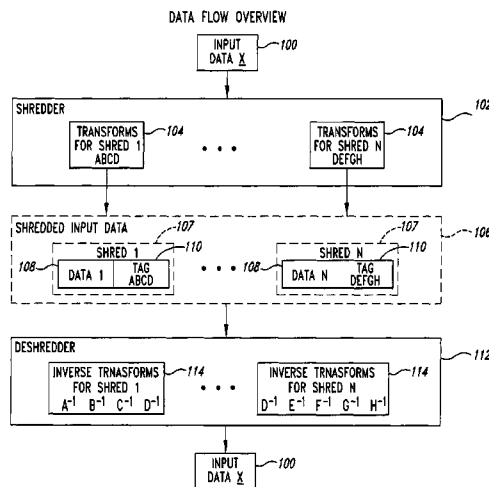 DATA FLOW OVERVIEW
INPUT
DATA X
100
SHREDDER
102
TRANSFORMS
FOR SHRED 1
ABCD
104
• • •
TRANSFORMS
FOR SHRED N
DEFGH
104
SHREDDED INPUT DATA
106
107
SHRED 1
110
108
DATA 1
TAG
ABCD
• • •
107
SHRED N
110
108
DATA N
TAG
DEFGH
DESHREDDER
112
INVERSE TRNASFORMS
FOR SHRED 1
A⁻¹ B⁻¹ C⁻¹ D⁻¹
114
• • •
INVERSE TRNASFORMS
FOR SHRED N
D⁻¹ E⁻¹ F⁻¹ G⁻¹ H⁻¹
114
INPUT
DATA X
100